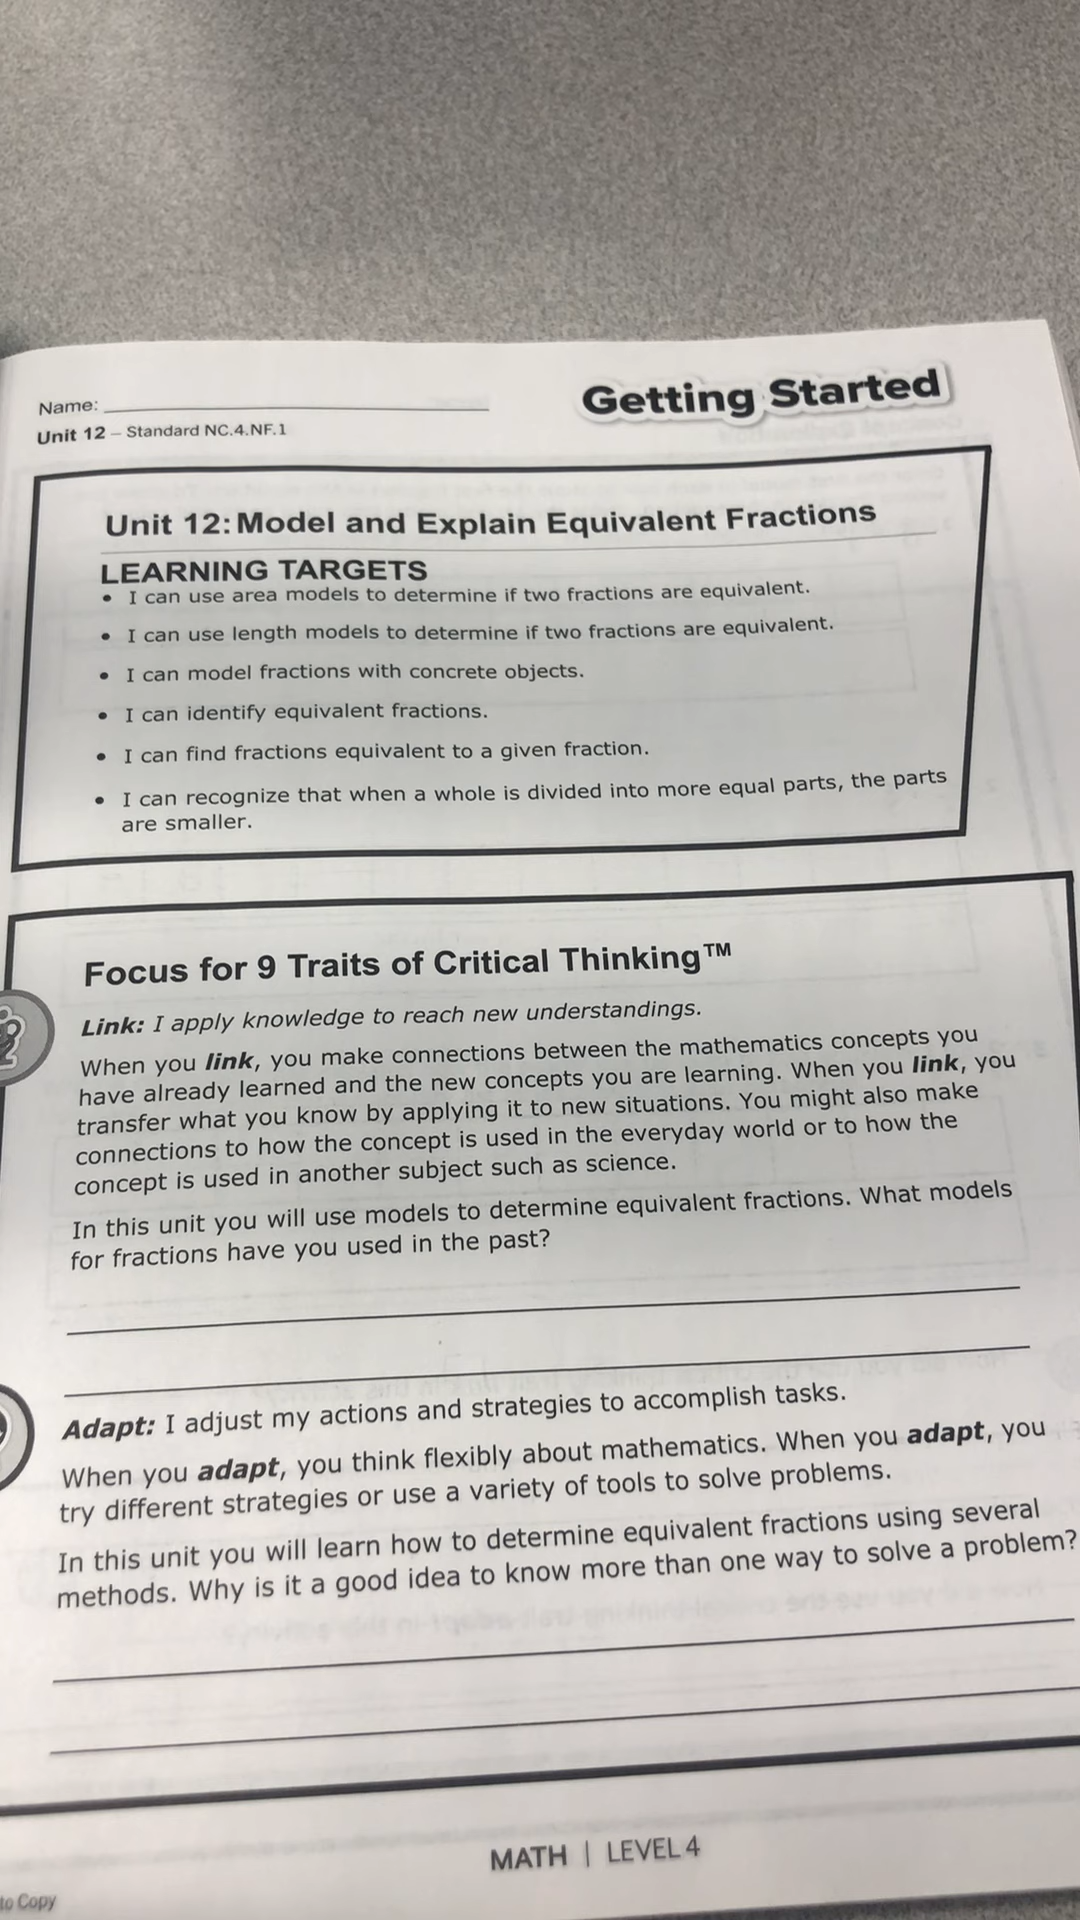 Name:
Getting Started
Unit 12 – Standard NC.4.NF.1
Unit 12: Model and Explain Equivalent Fractions
LEARNING TARGETS
• I can use area models to determine if two fractions are equivalent.
• I can use length models to determine if two fractions are equivalent.
• I can model fractions with concrete objects.
• I can identify equivalent fractions.
• I can find fractions equivalent to a given fraction.
• I can recognize that when a whole is divided into more equal parts, the parts
are smaller.
Focus for 9 Traits of Critical Thinking™
Link: I apply knowledge to reach new understandings.
When you link, you make connections between the mathematics concepts you
have already learned and the new concepts you are learning. When you link, you
transfer what you know by applying it to new situations. You might also make
connections to how the concept is used in the everyday world or to how the
concept is used in another subject such as science.
In this unit you will use models to determine equivalent fractions. What models
for fractions have you used in the past?
Adapt: I adjust my actions and strategies to accomplish tasks.
When you adapt, you think flexibly about mathematics. When you adapt, you
try different strategies or use a variety of tools to solve problems.
In this unit you will learn how to determine equivalent fractions using several
methods. Why is it a good idea to know more than one way to solve a problem?
MATH | LEVEL 4
to Copy